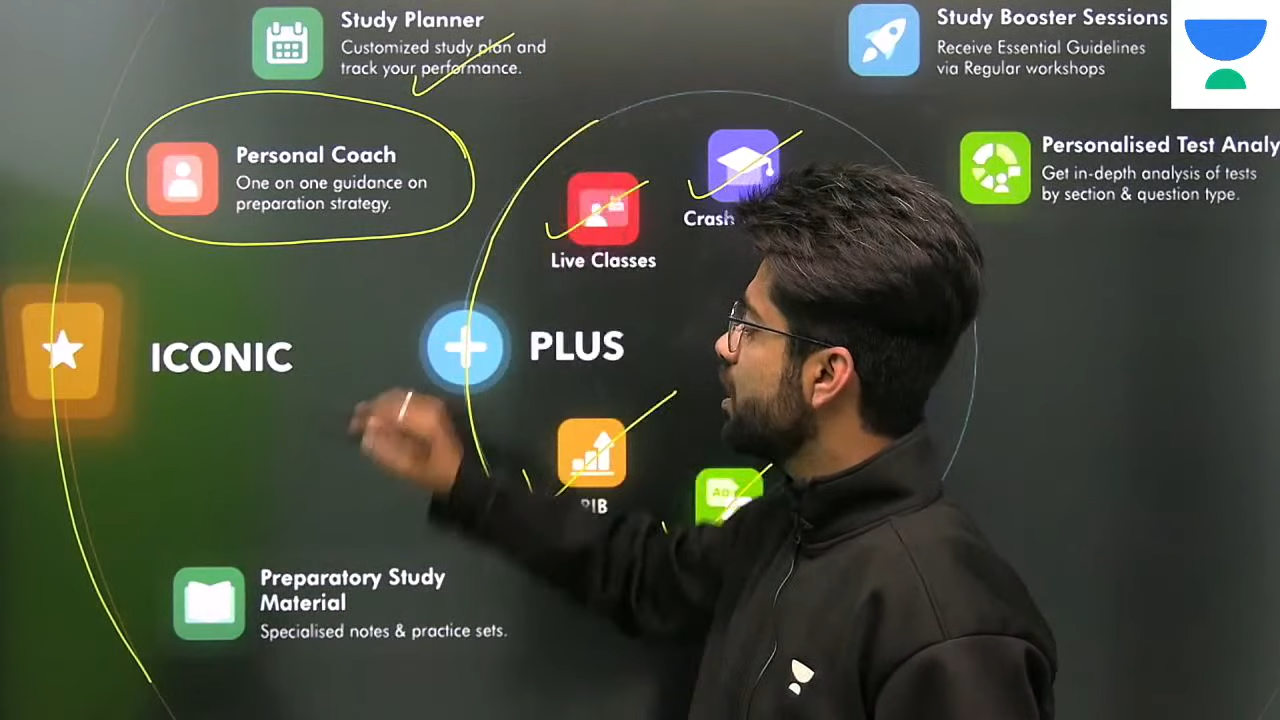 Study Planner
Customized study plan and
track your performance.
Study Booster Sessions
Receive Essential Guidelines
via Regular workshops
Personal Coach
One on one guidance on
preparation strategy.
Live Classes
Crash
Personalised Test Analy
Get in-depth analysis of tests
by section & question type.
ICONIC
PLUS
Preparatory Study
Material
Specialised notes & practice sets.